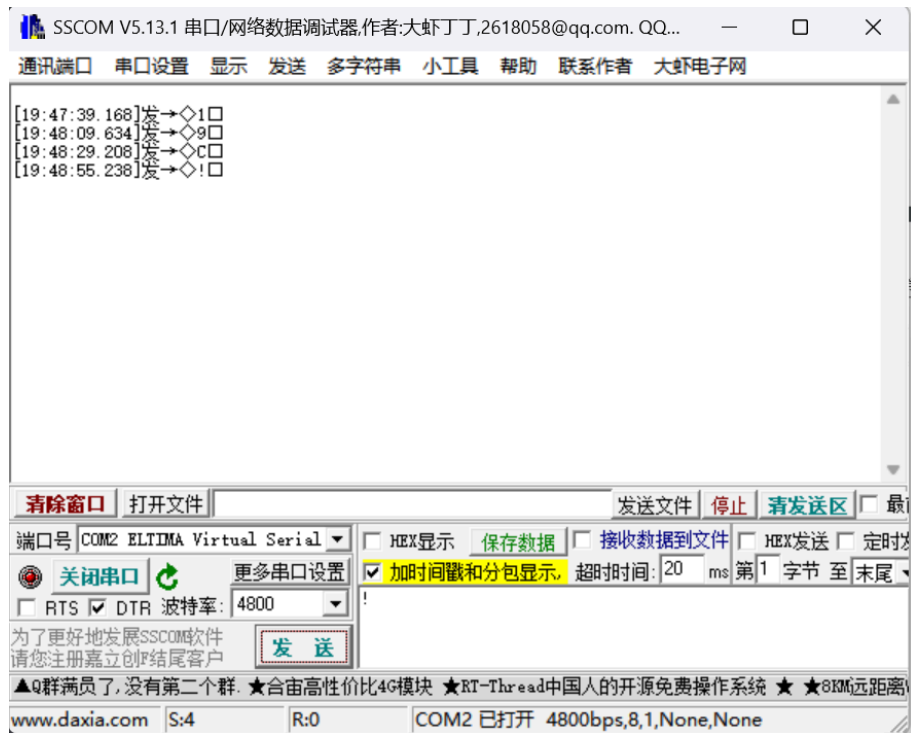 SSCOM V5.13.1 串口/网络数据调试器,作者:大虾丁丁,2618058@qq.com. QQ...
通讯端口 串口设置 显示 发送 多字符串 小工具 帮助 联系作者 大虾电子网
[19:47:39.168]发→◇1□
[19:48:09.634]发→◇9□
[19:48:29.208]发→◇C□
[19:48:55.238]发→◇!□
清除窗口 打开文件 发送文件 停止 清发送区 最
端口号 COM2 ELTIMA Virtual Serial HEX显示 保存数据 接收数据到文件 HEX发送 定时
关闭串口 更多串口设置 加时间戳和分包显示, 超时时间: 20 ms 第1 字节 至 末尾
RTS DTR 波特率: 4800 !
为了更好地发展SSCOM软件
请您注册嘉立创F结尾客户
发 送
▲Q群满员了,没有第二个群. ★合宙高性价比4G模块 ★RT-Thread中国人的开源免费操作系统 ★ ★8KM远距离
www.daxia.com S:4 R:0 COM2 已打开 4800bps,8,1,None,None